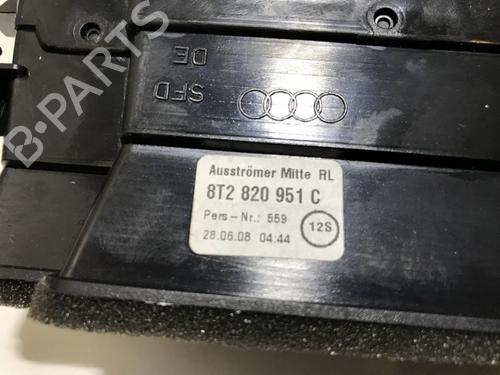 B-PARTS
SFD
DE
Ausströmer Mitte RL
8T2 820 951 C
Pers-Nr.: 559
12S
28.06.08 04:44